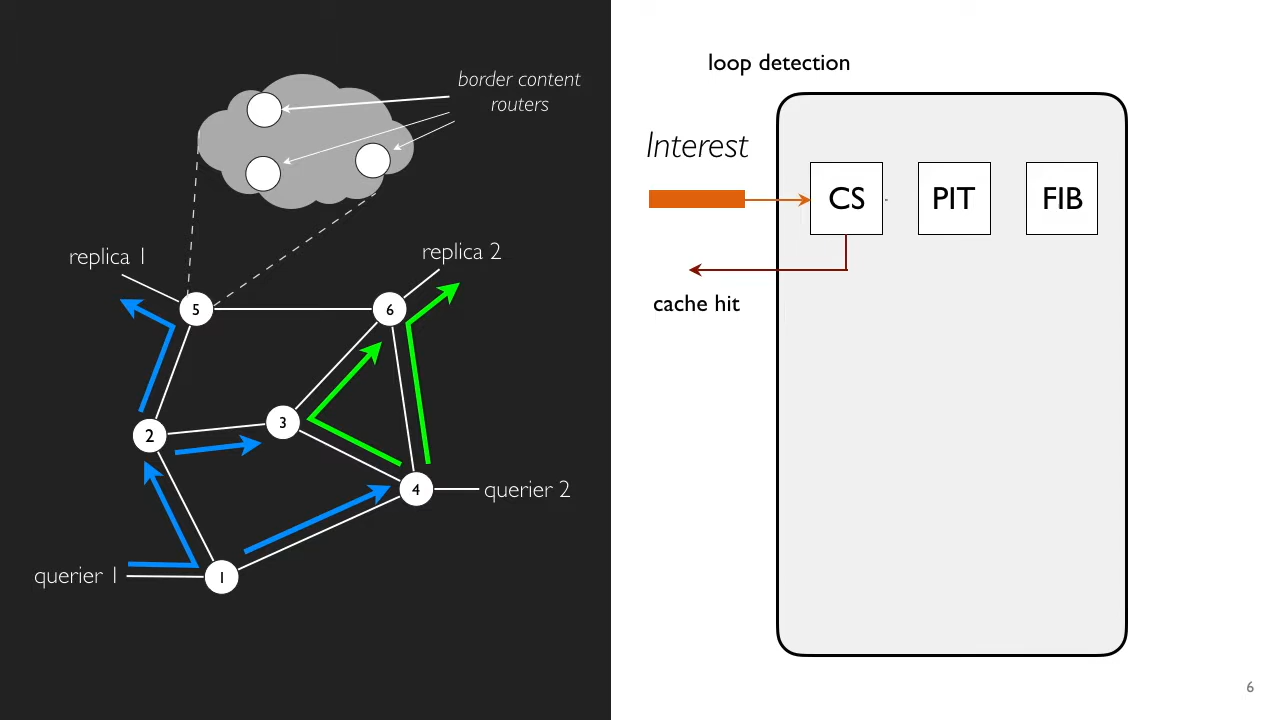 border content
routers
replica 1
replica 2
5
6
3
2
4
querier 2
querier 1
1
loop detection
Interest
CS
PIT
FIB
cache hit
6